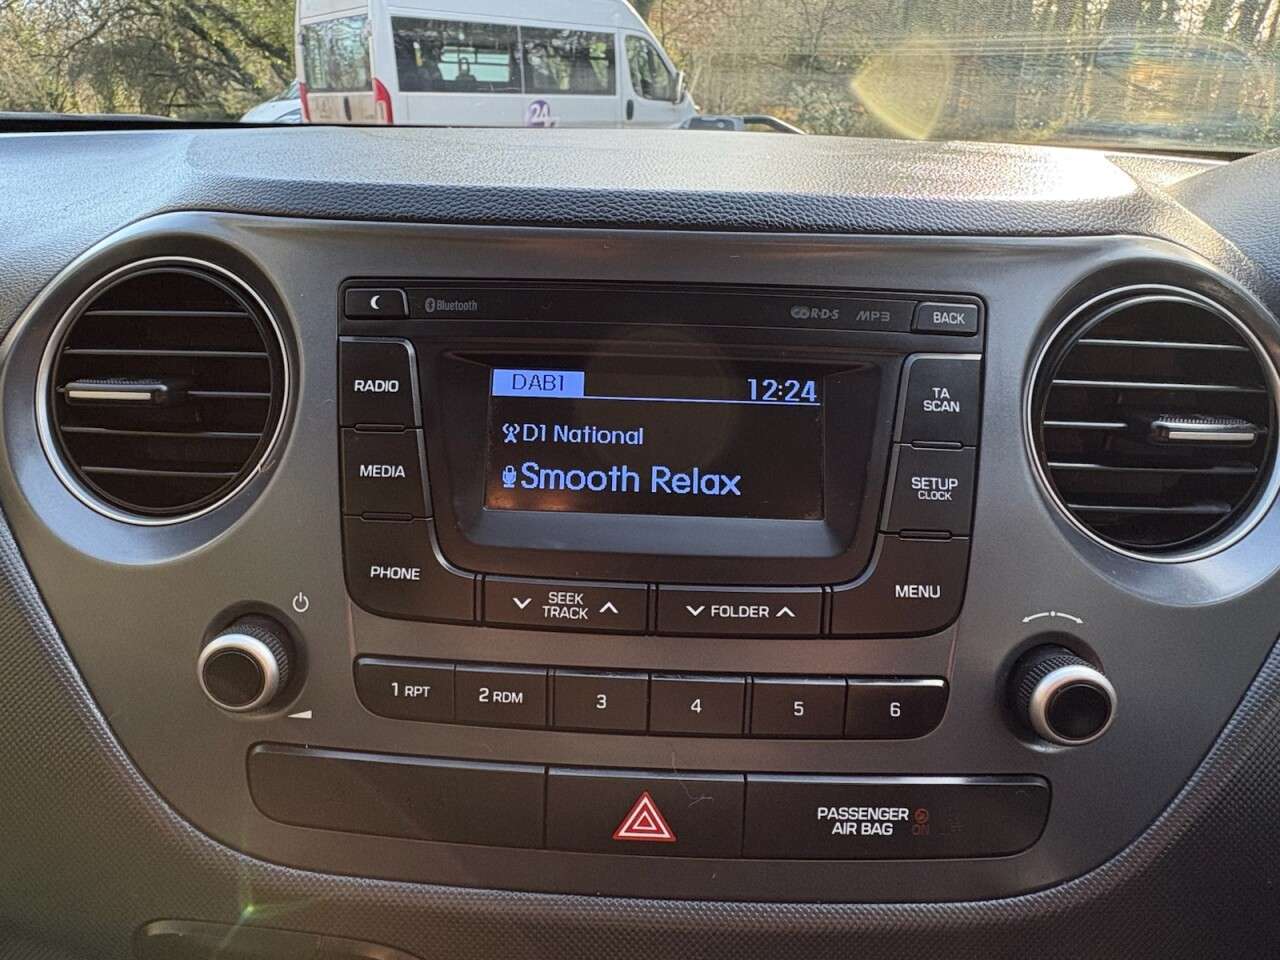 24
Bluetooth
R·D·S
MP3
BACK
RADIO
MEDIA
PHONE
DAB1
12:24
D1 National
Smooth Relax
TA
SCAN
SETUP
CLOCK
MENU
SEEK
TRACK
FOLDER
1 RPT
2 RDM
3
4
5
6
PASSENGER
AIR BAG
ON